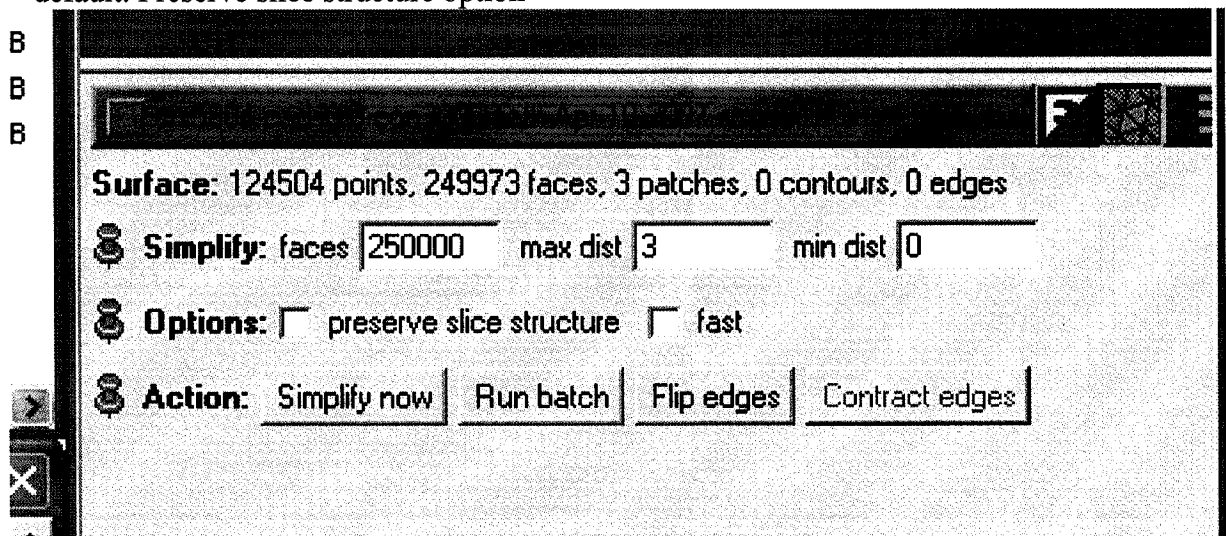 default. Preserve slice structure option
B
B
B
Surface: 124504 points, 249973 faces, 3 patches, 0 contours, 0 edges
Simplify: faces 250000 max dist 3 min dist 0
Options: preserve slice structure fast
Action: Simplify now Run batch Flip edges Contract edges